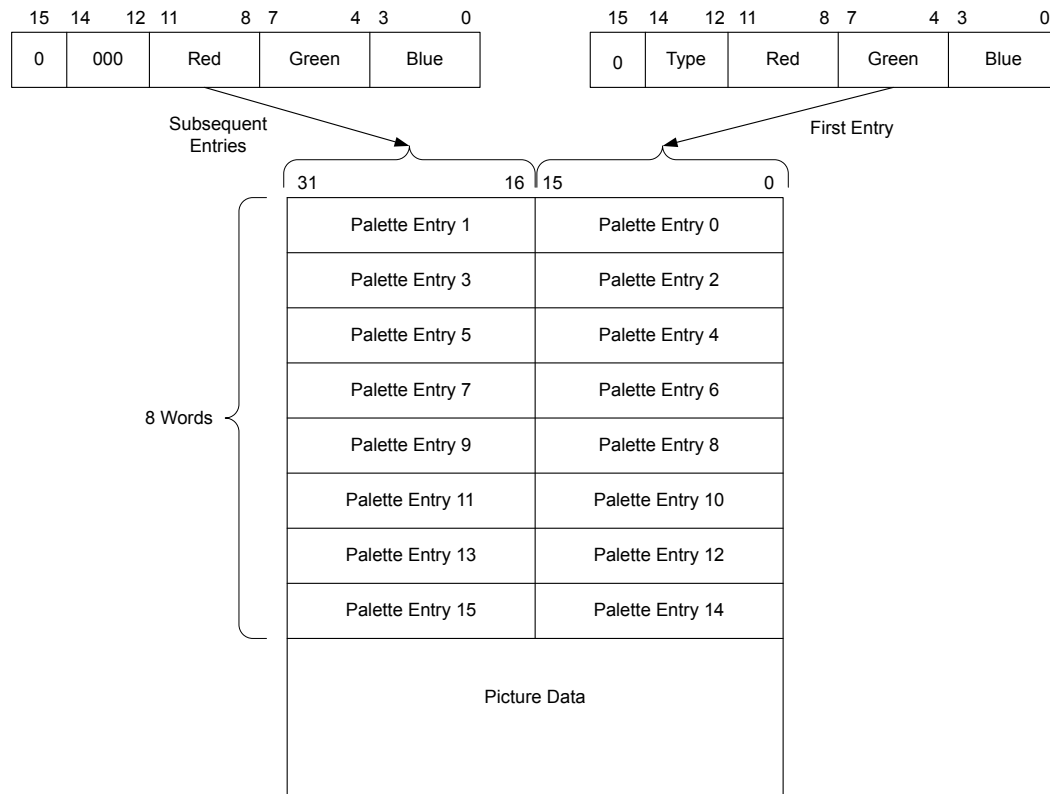 15 14 12 11 8 7 4 3 0
0 000 Red Green Blue
15 14 12 11 8 7 4 3 0
0 Type Red Green Blue
Subsequent
Entries
First Entry
31 16 15 0
Palette Entry 1 Palette Entry 0
Palette Entry 3 Palette Entry 2
Palette Entry 5 Palette Entry 4
Palette Entry 7 Palette Entry 6
8 Words
Palette Entry 9 Palette Entry 8
Palette Entry 11 Palette Entry 10
Palette Entry 13 Palette Entry 12
Palette Entry 15 Palette Entry 14
Picture Data